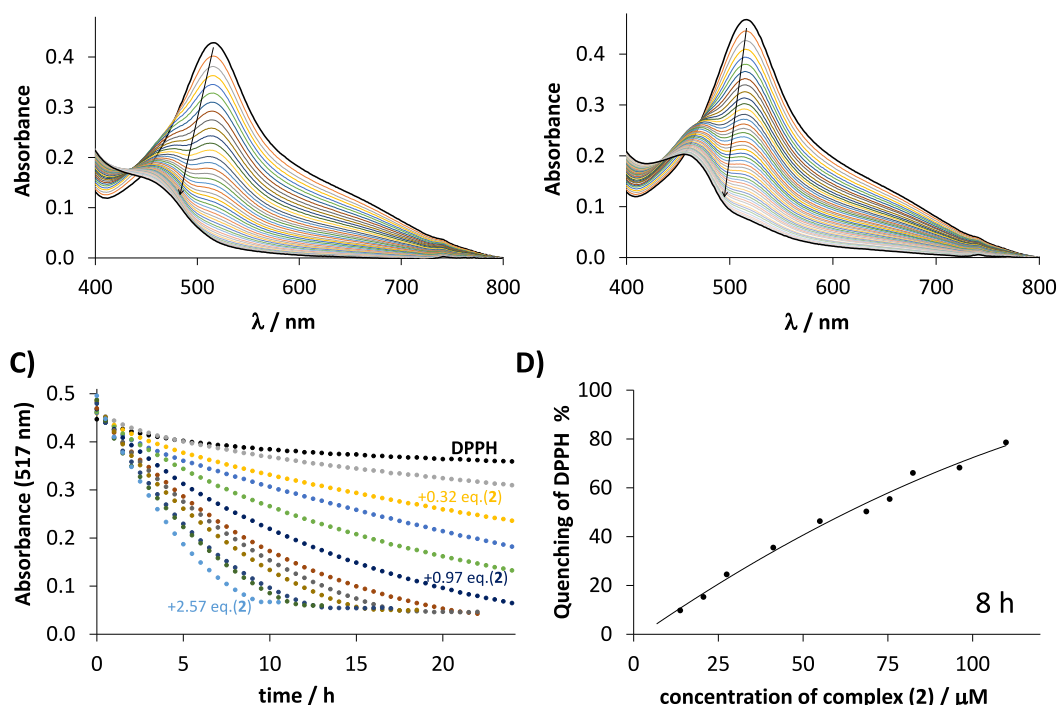 0.4
0.3
0.2
0.1
0.0
Absorbance
400 500 600 700 800
λ / nm
0.4
0.3
0.2
0.1
0.0
Absorbance
400 500 600 700 800
λ / nm
C)
0.5
0.4
0.3
0.2
0.1
0.0
Absorbance (517 nm)
DPPH
+0.32 eq.(2)
+0.97 eq.(2)
+2.57 eq.(2)
0 5 10 15 20
time / h
D)
100
80
60
40
20
0
Quenching of DPPH %
8 h
0 25 50 75 100
concentration of complex (2) / µM